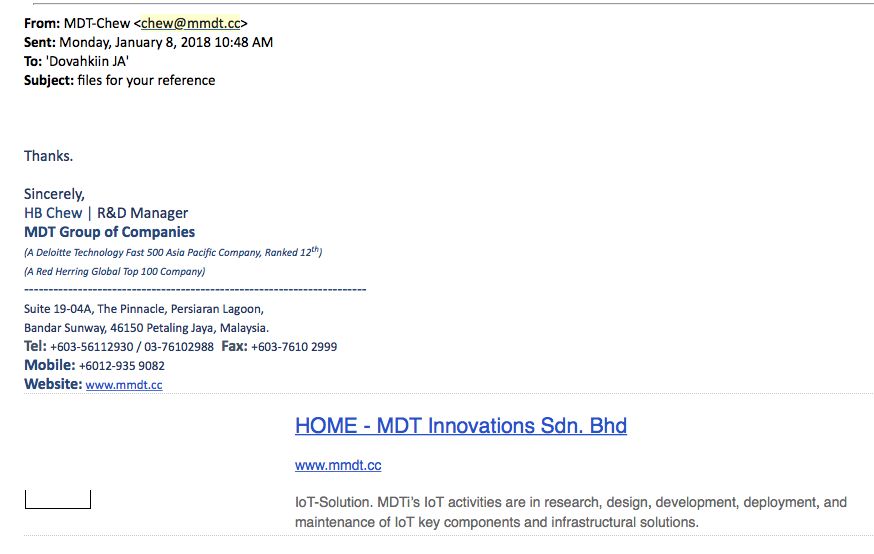 From: MDT-Chew <chew@mmdt.cc>
Sent: Monday, January 8, 2018 10:48 AM
To: 'Dovahkiin JA'
Subject: files for your reference
Thanks.
Sincerely,
HB Chew | R&D Manager
MDT Group of Companies
(A Deloitte Technology Fast 500 Asia Pacific Company, Ranked 12th)
(A Red Herring Global Top 100 Company)
-----------------------------------------------------------------------
Suite 19-04A, The Pinnacle, Persiaran Lagoon,
Bandar Sunway, 46150 Petaling Jaya, Malaysia.
Tel: +603-56112930 / 03-76102988  Fax: +603-7610 2999
Mobile: +6012-935 9082
Website: www.mmdt.cc
HOME - MDT Innovations Sdn. Bhd
www.mmdt.cc
IoT-Solution. MDTi's IoT activities are in research, design, development, deployment, and
maintenance of IoT key components and infrastructural solutions.